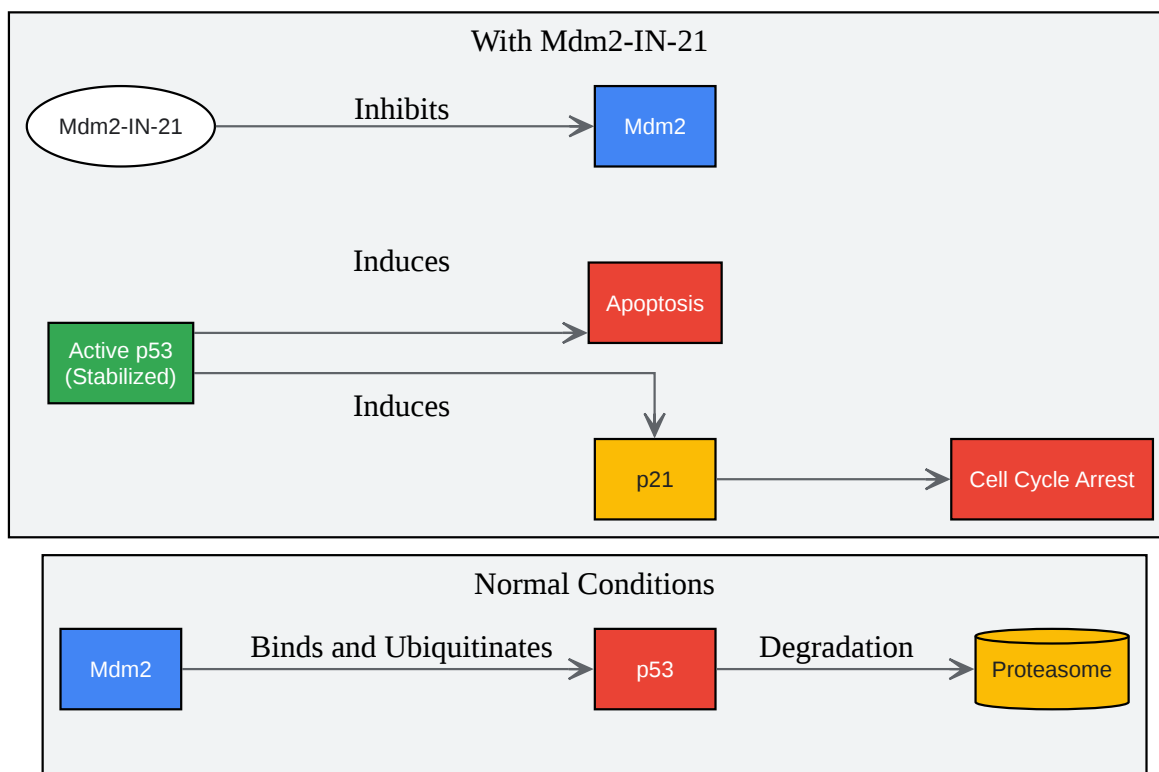 With Mdm2-IN-21
Mdm2-IN-21
Inhibits
Mdm2
Induces
Apoptosis
Active p53
(Stabilized)
Induces
p21
Cell Cycle Arrest
Normal Conditions
Mdm2
Binds and Ubiquitinates
p53
Degradation
Proteasome